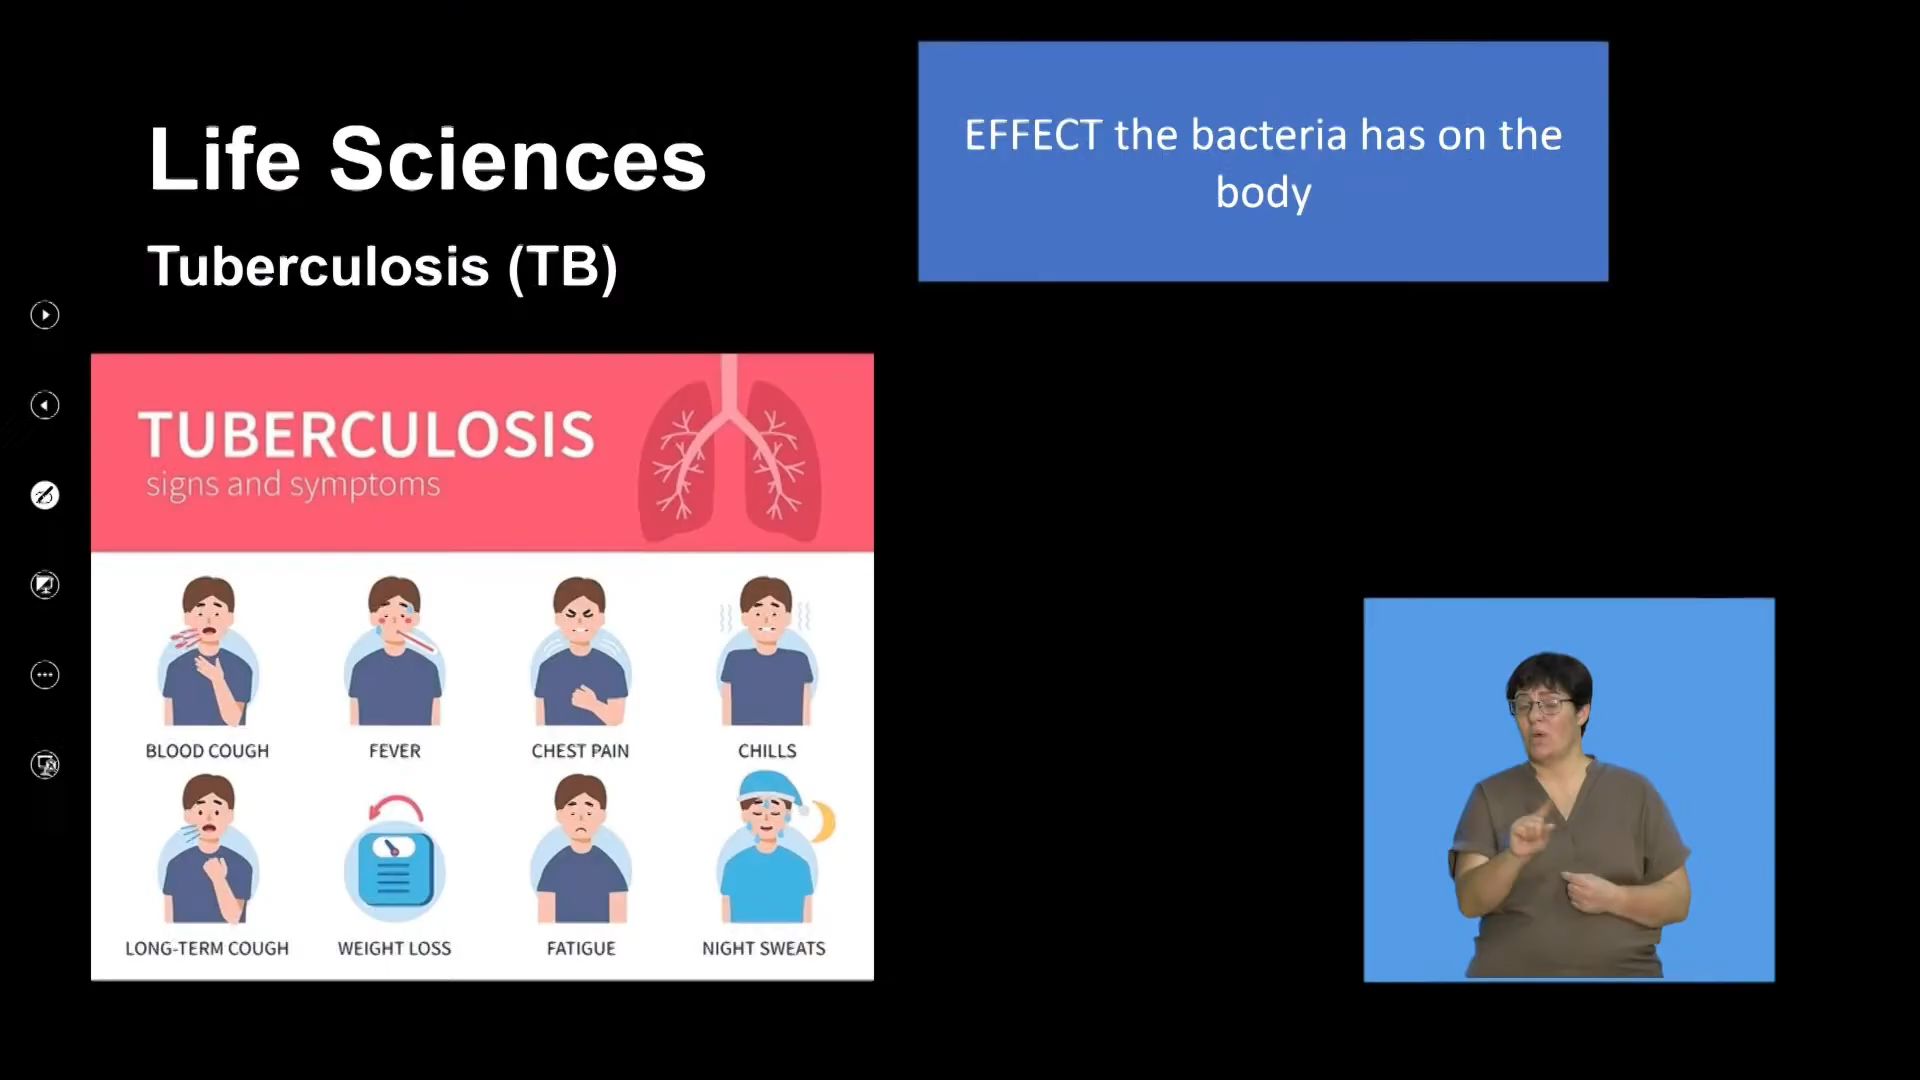 Life Sciences
Tuberculosis (TB)
EFFECT the bacteria has on the
body
TUBERCULOSIS
signs and symptoms
BLOOD COUGH
FEVER
CHEST PAIN
CHILLS
LONG-TERM COUGH
WEIGHT LOSS
FATIGUE
NIGHT SWEATS